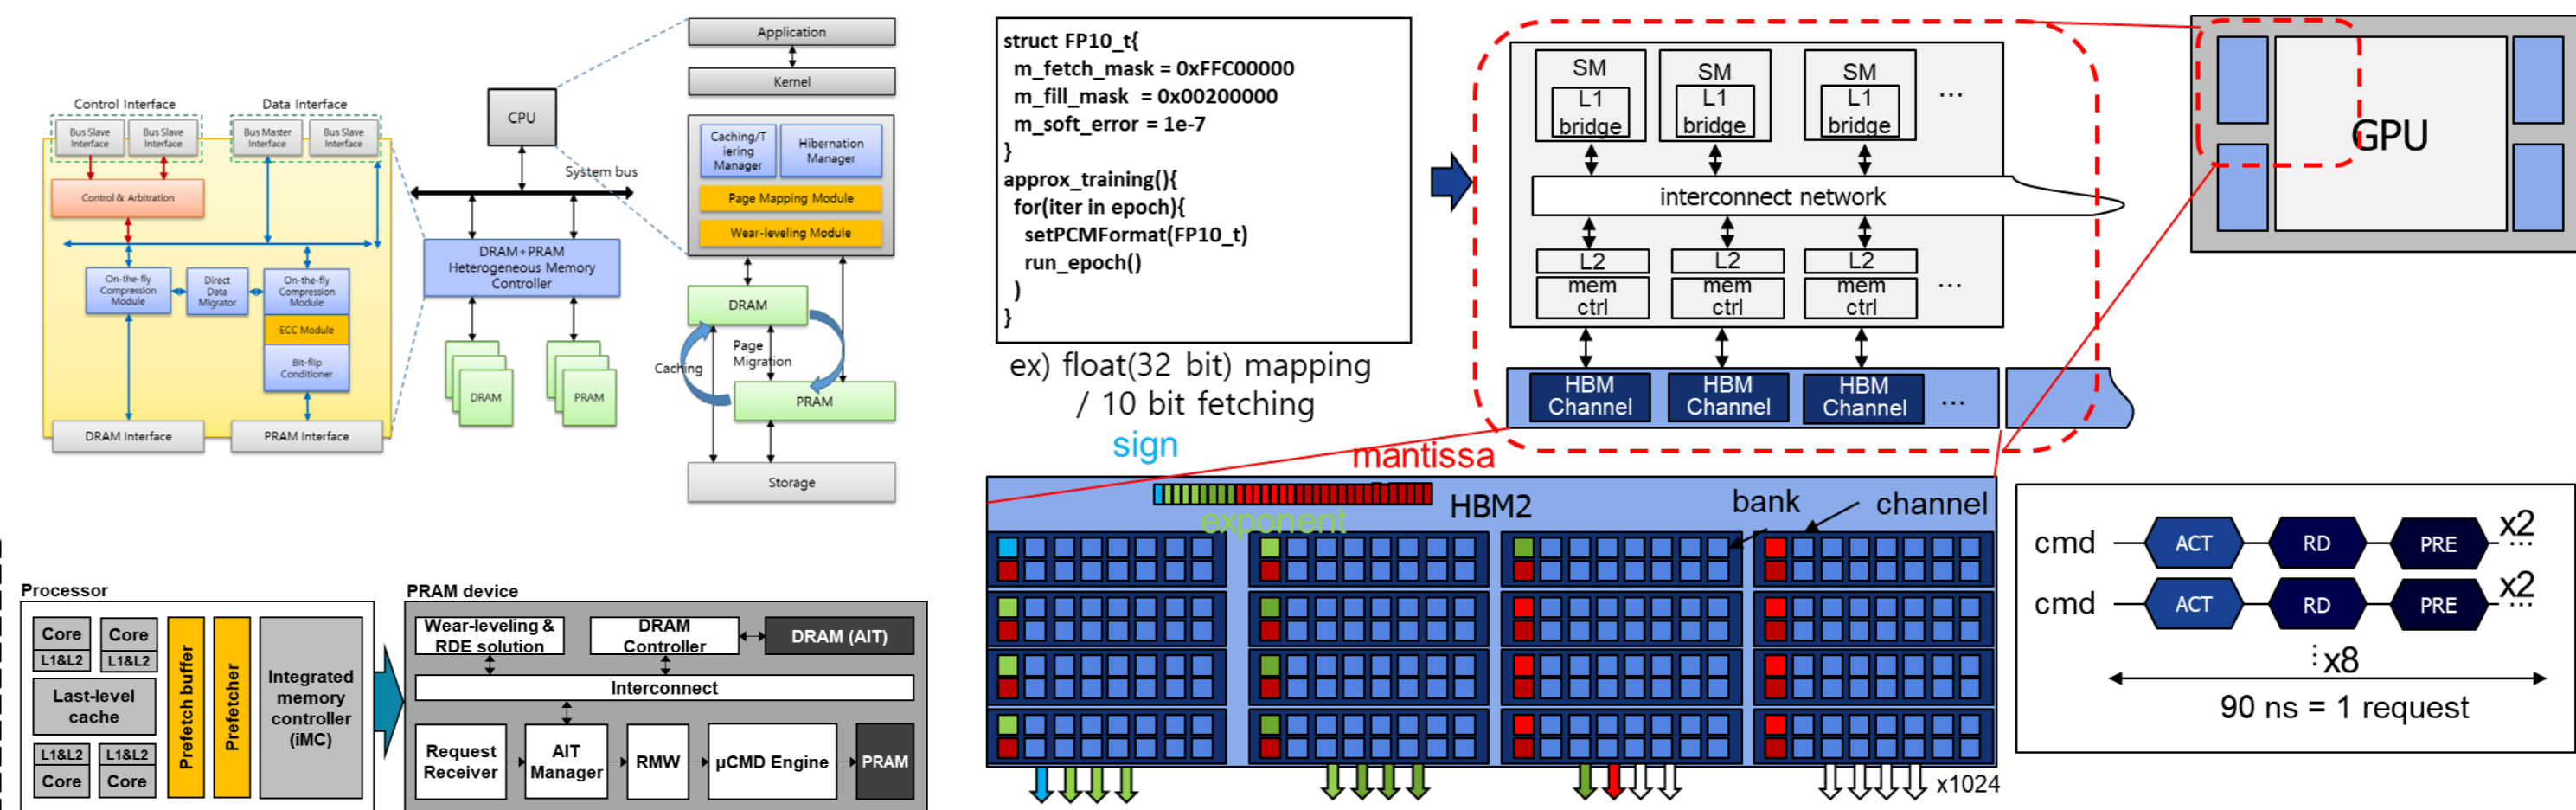 Control Interface
Data Interface
Bus Slave
Interface
Bus Slave
Interface
Bus Master
Interface
Bus Slave
Interface
Control & Arbitration
On-the-fly
Compression
Module
Direct
Data
Migrator
On-the-fly
Compression
Module
ECC Module
Bit-flip
Conditioner
DRAM Interface
PRAM Interface
CPU
System bus
DRAM+PRAM
Heterogeneous Memory
Controller
DRAM
PRAM
Application
Kernel
Caching/T
iering
Manager
Hibernation
Manager
Page Mapping Module
Wear-leveling Module
DRAM
Page
Migration
Caching
PRAM
Storage
Processor
Core
L1&L2
Core
L1&L2
Last-level
cache
L1&L2
Core
L1&L2
Core
Prefetch buffer
Prefetcher
Integrated
memory
controller
(iMC)
PRAM device
Wear-leveling &
RDE solution
DRAM
Controller
DRAM (AIT)
Interconnect
Request
Receiver
AIT
Manager
RMW
µCMD Engine
PRAM
struct FP10_t{
m_fetch_mask = 0xFFC00000
m_fill_mask = 0x00200000
m_soft_error = 1e-7
}
approx_training(){
for(iter in epoch){
setPCMFormat(FP10_t)
run_epoch()
)
}
ex) float(32 bit) mapping
/ 10 bit fetching
sign
mantissa
exponent
SM
L1
bridge
SM
L1
bridge
SM
L1
bridge
...
interconnect network
L2
mem
ctrl
L2
mem
ctrl
L2
mem
ctrl
...
HBM
Channel
HBM
Channel
HBM
Channel
...
GPU
HBM2
bank
channel
x1024
cmd
ACT
RD
PRE
x2
...
cmd
ACT
RD
PRE
x2
...
⋮x8
90 ns = 1 request